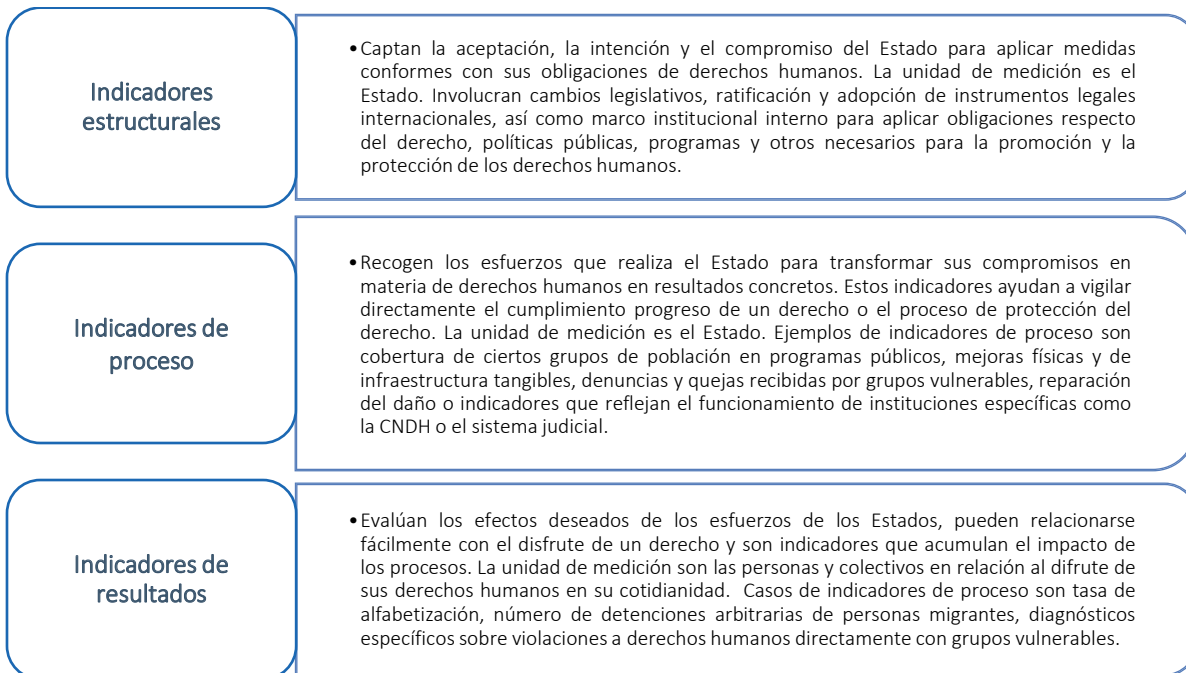 Indicadores
estructurales
•Captan la aceptación, la intención y el compromiso del Estado para aplicar medidas
conformes con sus obligaciones de derechos humanos. La unidad de medición es el
Estado. Involucran cambios legislativos, ratificación y adopción de instrumentos legales
internacionales, así como marco institucional interno para aplicar obligaciones respecto
del derecho, políticas públicas, programas y otros necesarios para la promoción y la
protección de los derechos humanos.
Indicadores de
proceso
•Recogen los esfuerzos que realiza el Estado para transformar sus compromisos en
materia de derechos humanos en resultados concretos. Estos indicadores ayudan a vigilar
directamente el cumplimiento progreso de un derecho o el proceso de protección del
derecho. La unidad de medición es el Estado. Ejemplos de indicadores de proceso son
cobertura de ciertos grupos de población en programas públicos, mejoras físicas y de
infraestructura tangibles, denuncias y quejas recibidas por grupos vulnerables, reparación
del daño o indicadores que reflejan el funcionamiento de instituciones específicas como
la CNDH o el sistema judicial.
Indicadores de
resultados
•Evalúan los efectos deseados de los esfuerzos de los Estados, pueden relacionarse
fácilmente con el disfrute de un derecho y son indicadores que acumulan el impacto de
los procesos. La unidad de medición son las personas y colectivos en relación al difrute de
sus derechos humanos en su cotidianidad. Casos de indicadores de proceso son tasa de
alfabetización, número de detenciones arbitrarias de personas migrantes, diagnósticos
específicos sobre violaciones a derechos humanos directamente con grupos vulnerables.